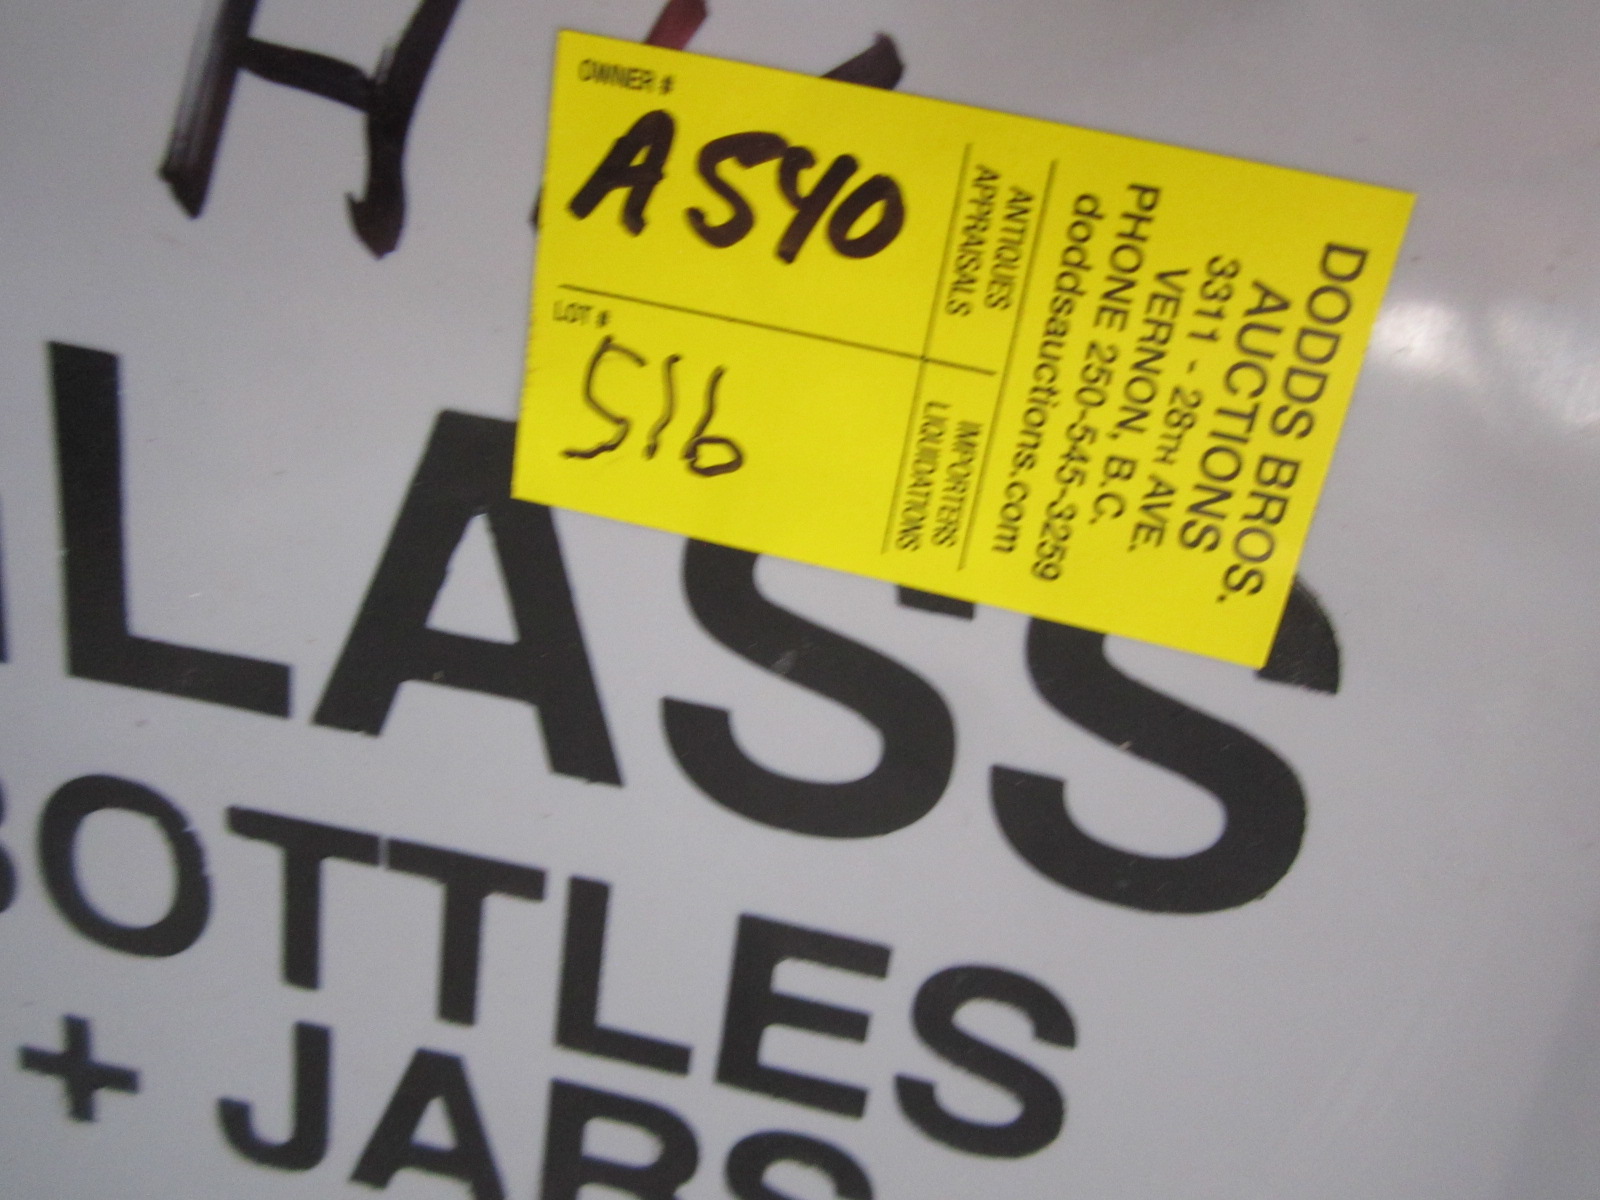 OWNER #
A540
LOT #
516
ANTIQUES
APPRAISALS
IMPORTERS
LIQUIDATIONS
DODDS BROS.
AUCTIONS
3311 - 28TH AVE.
VERNON, B.C.
PHONE 250-545-3259
doddsauctions.com
LASS
BOTTLES
+ JARS